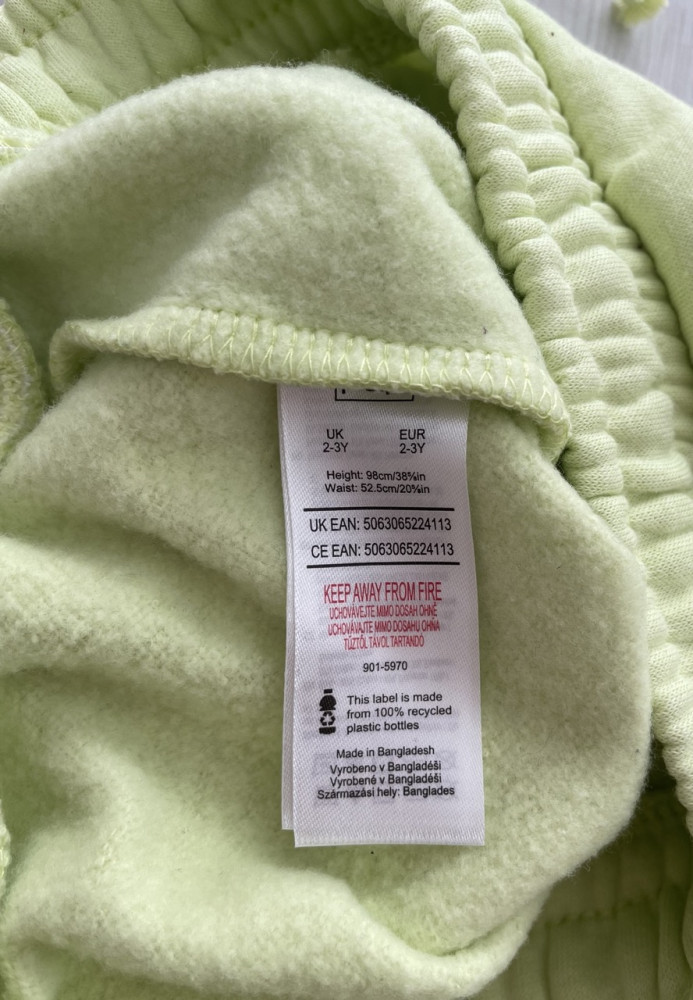 UK EUR
2-3Y 2-3Y
Height: 98cm/38⅝in
Waist: 52.5cm/20⅝in
UK EAN: 5063065224113
CE EAN: 5063065224113
KEEP AWAY FROM FIRE
UCHOVÁVEJTE MIMO DOSAH OHNĚ
UCHOVÁVAJTE MIMO DOSAHU OHŇA
TŰZTŐL TÁVOL TARTANDÓ
901-5970
This label is made
from 100% recycled
plastic bottles
Made in Bangladesh
Vyrobeno v Bangladéši
Vyrobené v Bangladéši
Származási hely: Banglades